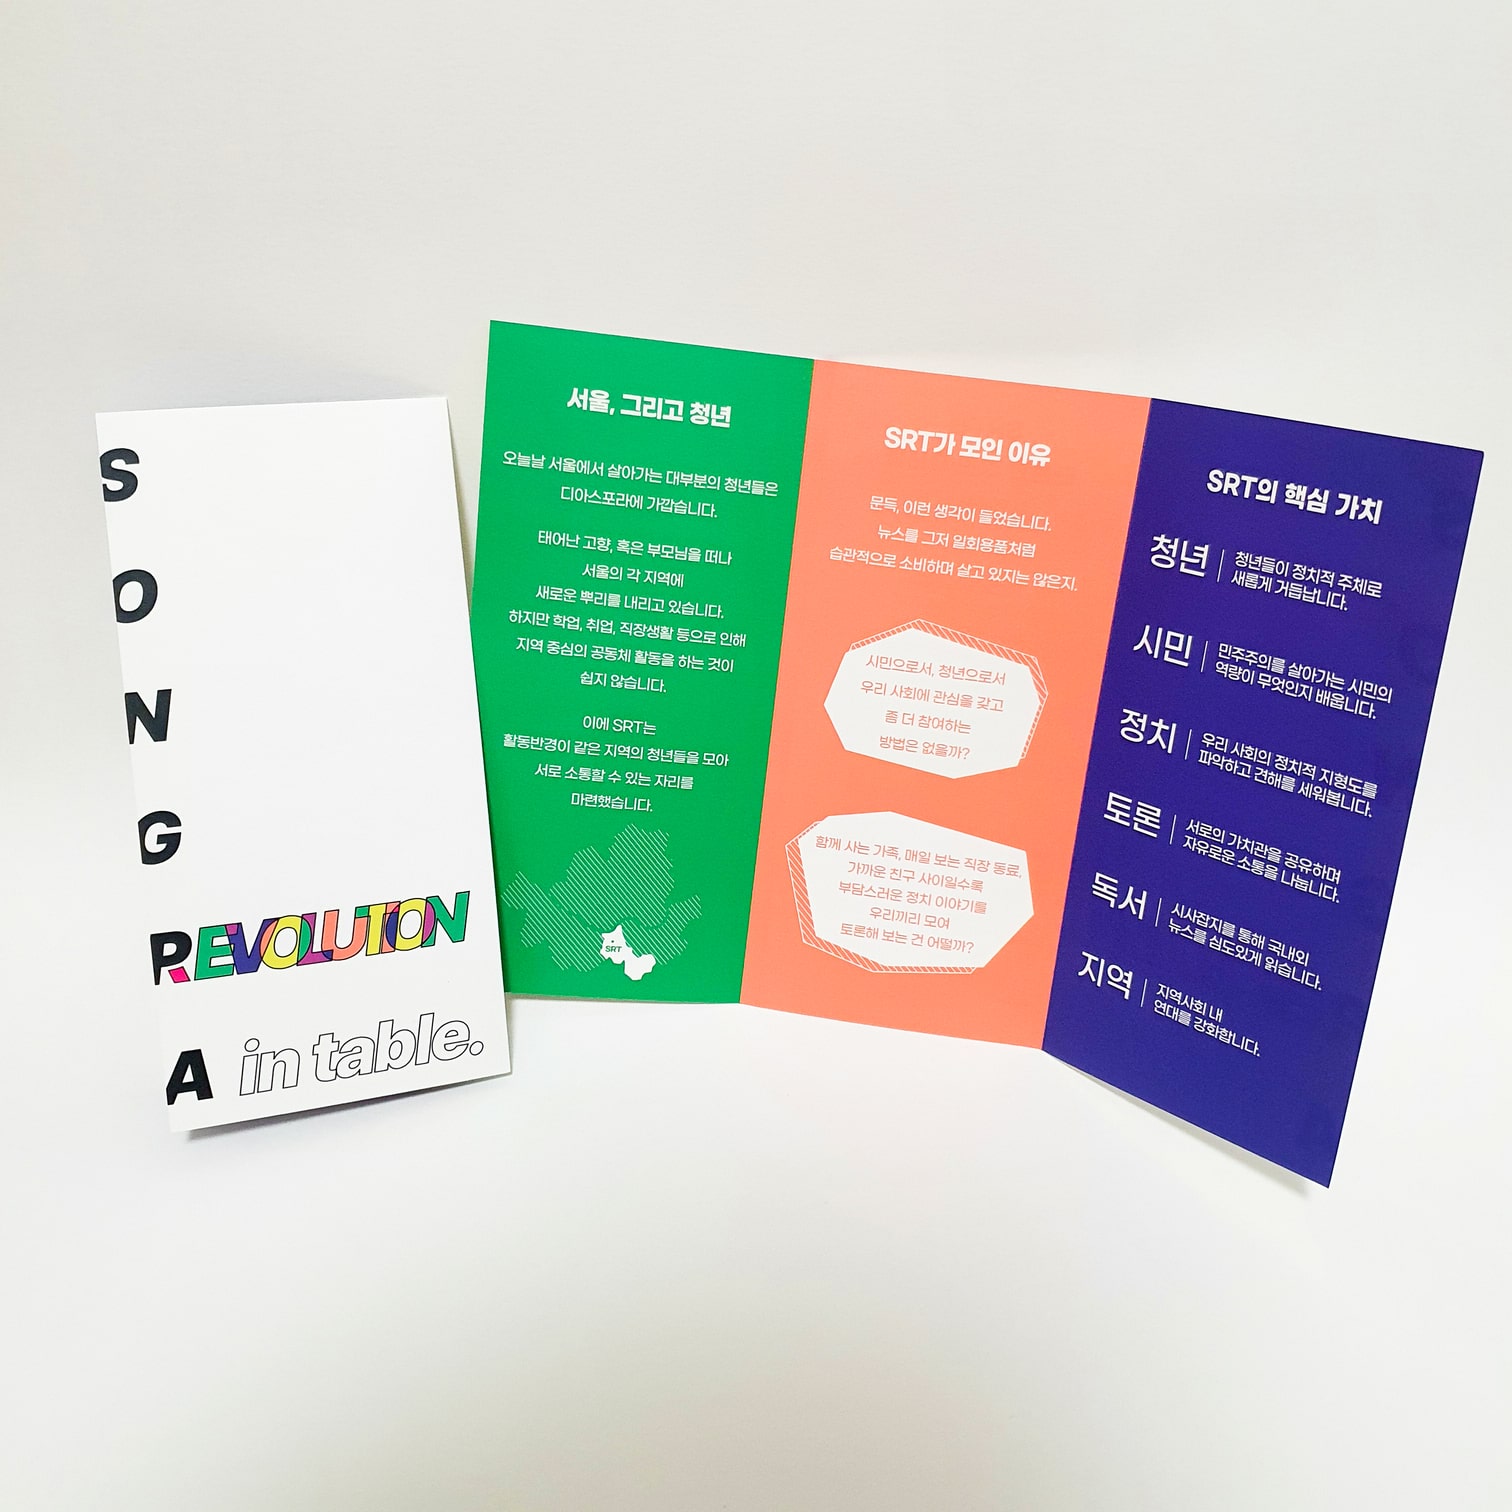 S
O
N
G
REVOLUTION
A in table.
서울, 그리고 청년
오늘날 서울에서 살아가는 대부분의 청년들은
디아스포라에 가깝습니다.
태어난 고향, 혹은 부모님을 떠나
서울의 각 지역에
새로운 뿌리를 내리고 있습니다.
하지만 학업, 취업, 직장생활 등으로 인해
지역 중심의 공동체 활동을 하는 것이
쉽지 않습니다.
이에 SRT는
활동반경이 같은 지역의 청년들을 모아
서로 소통할 수 있는 자리를
마련했습니다.
SRT
SRT가 모인 이유
문득, 이런 생각이 들었습니다.
뉴스를 그저 일회용품처럼
습관적으로 소비하며 살고 있지는 않은지.
시민으로서, 청년으로서
우리 사회에 관심을 갖고
좀 더 참여하는
방법은 없을까?
함께 사는 가족, 매일 보는 직장 동료,
가까운 친구 사이일수록
부담스러운 정치 이야기를
우리끼리 모여
토론해 보는 건 어떨까?
SRT의 핵심 가치
청년 | 청년들이 정치적 주체로
새롭게 거듭납니다.
시민 | 민주주의를 살아가는 시민의
역량이 무엇인지 배웁니다.
정치 | 우리 사회의 정치적 지형도를
파악하고 견해를 세워봅니다.
토론 | 서로의 가치관을 공유하며
자유로운 소통을 나눕니다.
독서 | 시사잡지를 통해 국내외
뉴스를 심도있게 읽습니다.
지역 | 지역사회 내
연대를 강화합니다.